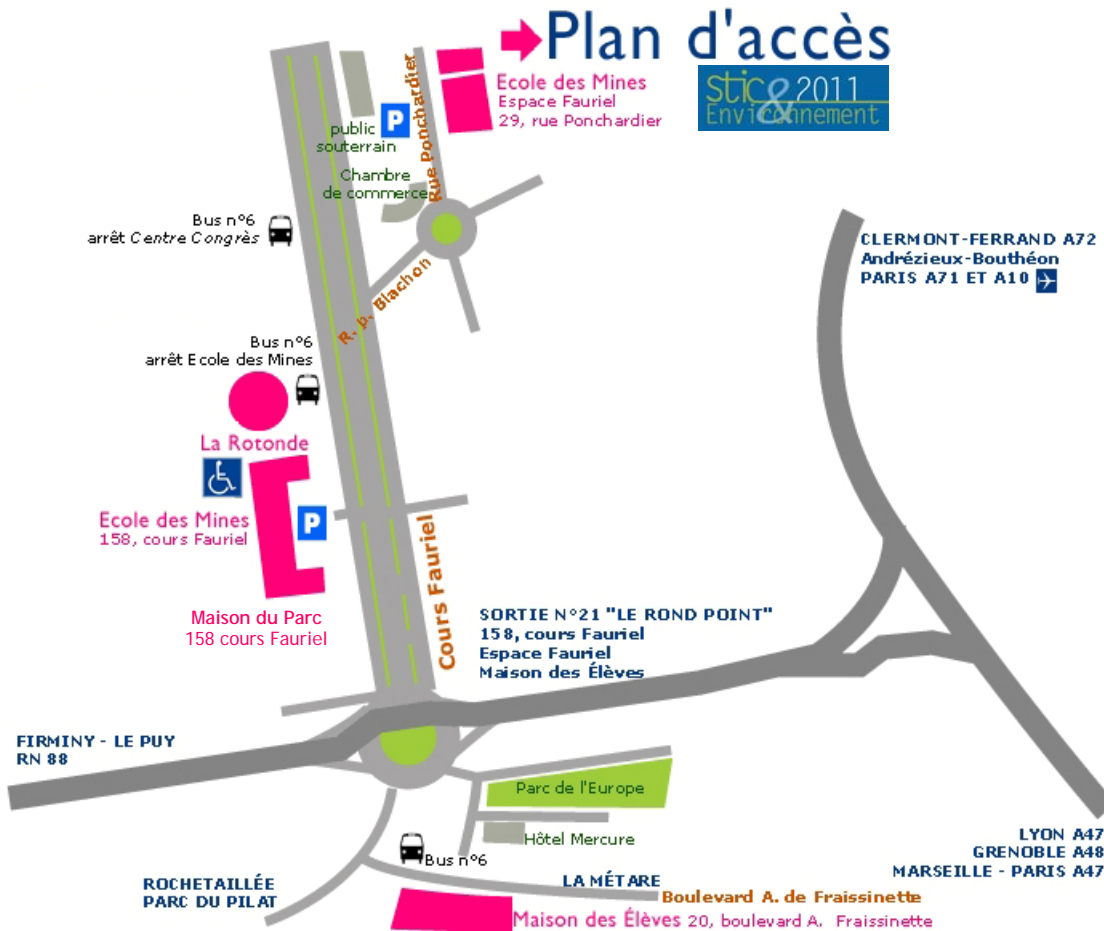 Plan d'accès
stic & 2011
Environnement
Ecole des Mines
Espace Fauriel
29, rue Ponchardier
Rue Ponchardier
P
public
souterrain
Chambre
de commerce
Bus n°6
arrêt Centre Congrès
R. p. Blachon
CLERMONT-FERRAND A72
Andrézieux-Bouthéon
PARIS A71 ET A10
Bus n°6
arrêt Ecole des Mines
La Rotonde
Ecole des Mines
158, cours Fauriel
P
Maison du Parc
158 cours Fauriel
Cours Fauriel
SORTIE N°21 "LE ROND POINT"
158, cours Fauriel
Espace Fauriel
Maison des Élèves
FIRMINY - LE PUY
RN 88
Parc de l'Europe
Hôtel Mercure
Bus n°6
LYON A47
GRENOBLE A48
MARSEILLE - PARIS A47
ROCHETAILLÉE
PARC DU PILAT
LA MÉTARE
Boulevard A. de Fraissinette
Maison des Élèves 20, boulevard A. Fraissinette